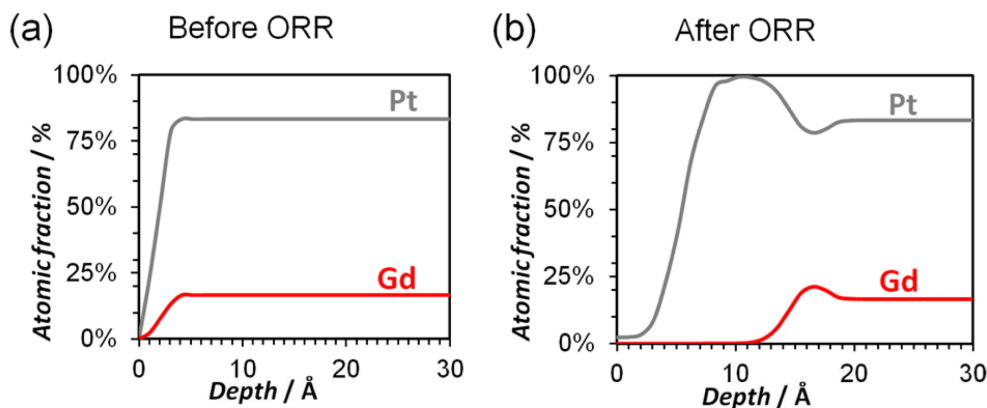 (a) Before ORR
100%
75%
50%
25%
0%
Atomic fraction / %
Pt
Gd
0 10 20 30
Depth / Å
(b) After ORR
100%
75%
50%
25%
0%
Atomic fraction / %
Pt
Gd
0 10 20 30
Depth / Å